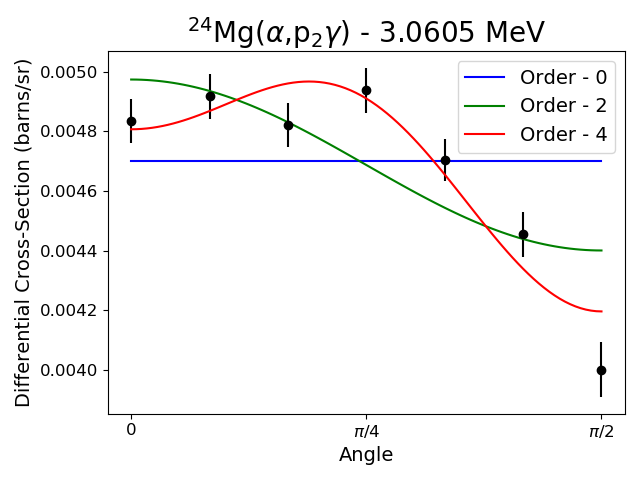 ²⁴Mg(α,p₂γ) - 3.0605 MeV
Differential Cross-Section (barns/sr)
0.0050
0.0048
0.0046
0.0044
0.0042
0.0040
Order - 0
Order - 2
Order - 4
0
π/4
π/2
Angle